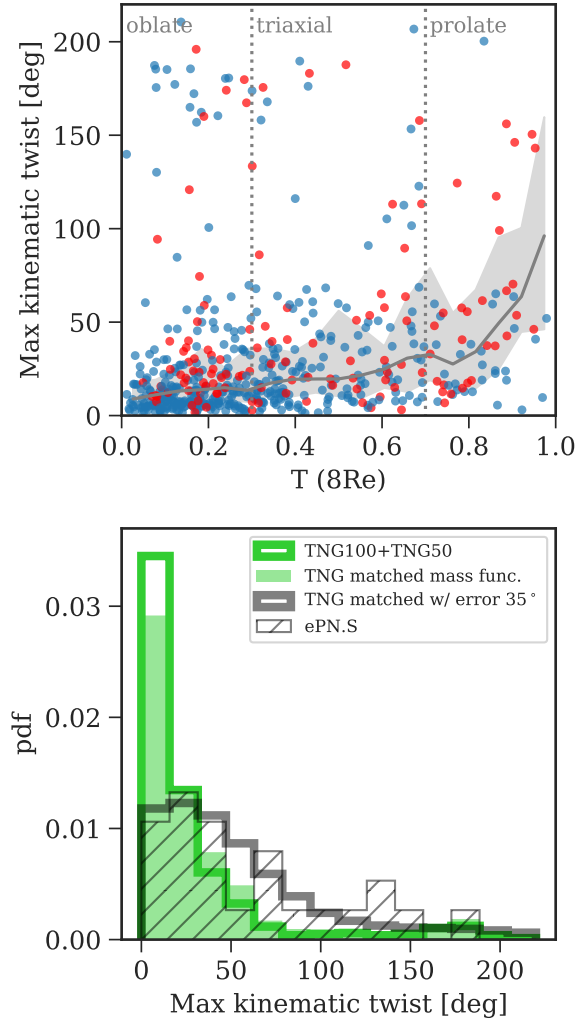 oblate triaxial prolate
200
150
100
50
0
Max kinematic twist [deg]
0.0 0.2 0.4 0.6 0.8 1.0
T (8Re)
TNG100+TNG50
TNG matched mass func.
TNG matched w/ error 35°
ePN.S
0.03
0.02
0.01
0.00
pdf
0 50 100 150 200
Max kinematic twist [deg]